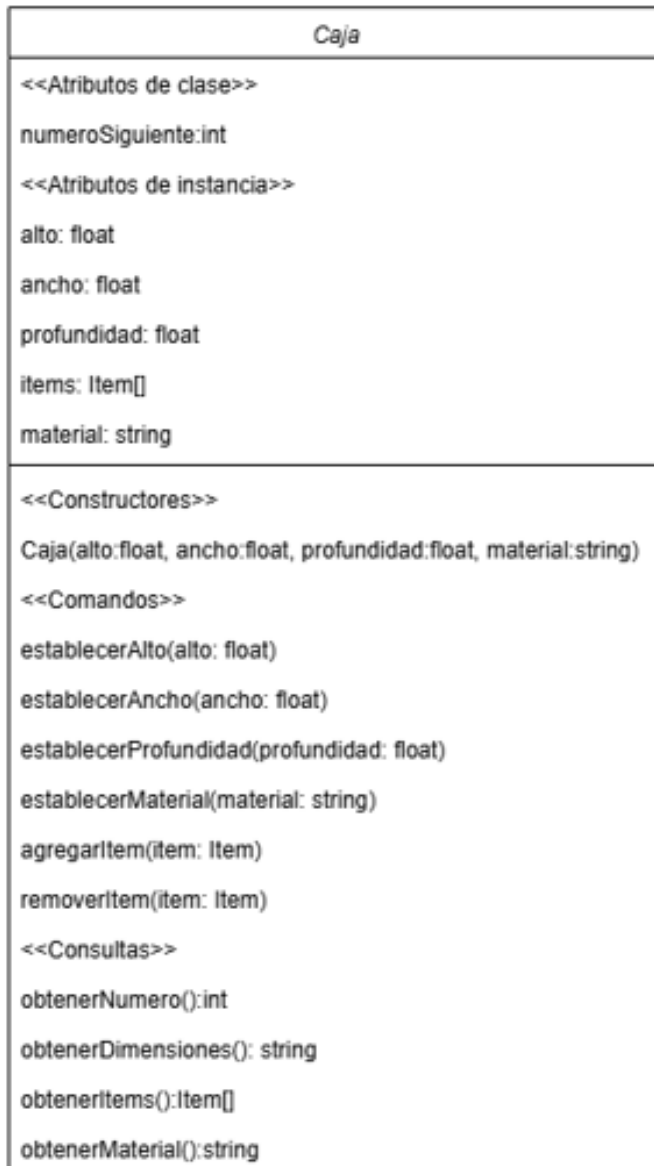 Caja
<<Atributos de clase>>
numeroSiguiente:int
<<Atributos de instancia>>
alto: float
ancho: float
profundidad: float
items: Item[]
material: string
<<Constructores>>
Caja(alto:float, ancho:float, profundidad:float, material:string)
<<Comandos>>
establecerAlto(alto: float)
establecerAncho(ancho: float)
establecerProfundidad(profundidad: float)
establecerMaterial(material: string)
agregarItem(item: Item)
removerItem(item: Item)
<<Consultas>>
obtenerNumero():int
obtenerDimensiones(): string
obtenerItems():Item[]
obtenerMaterial():string